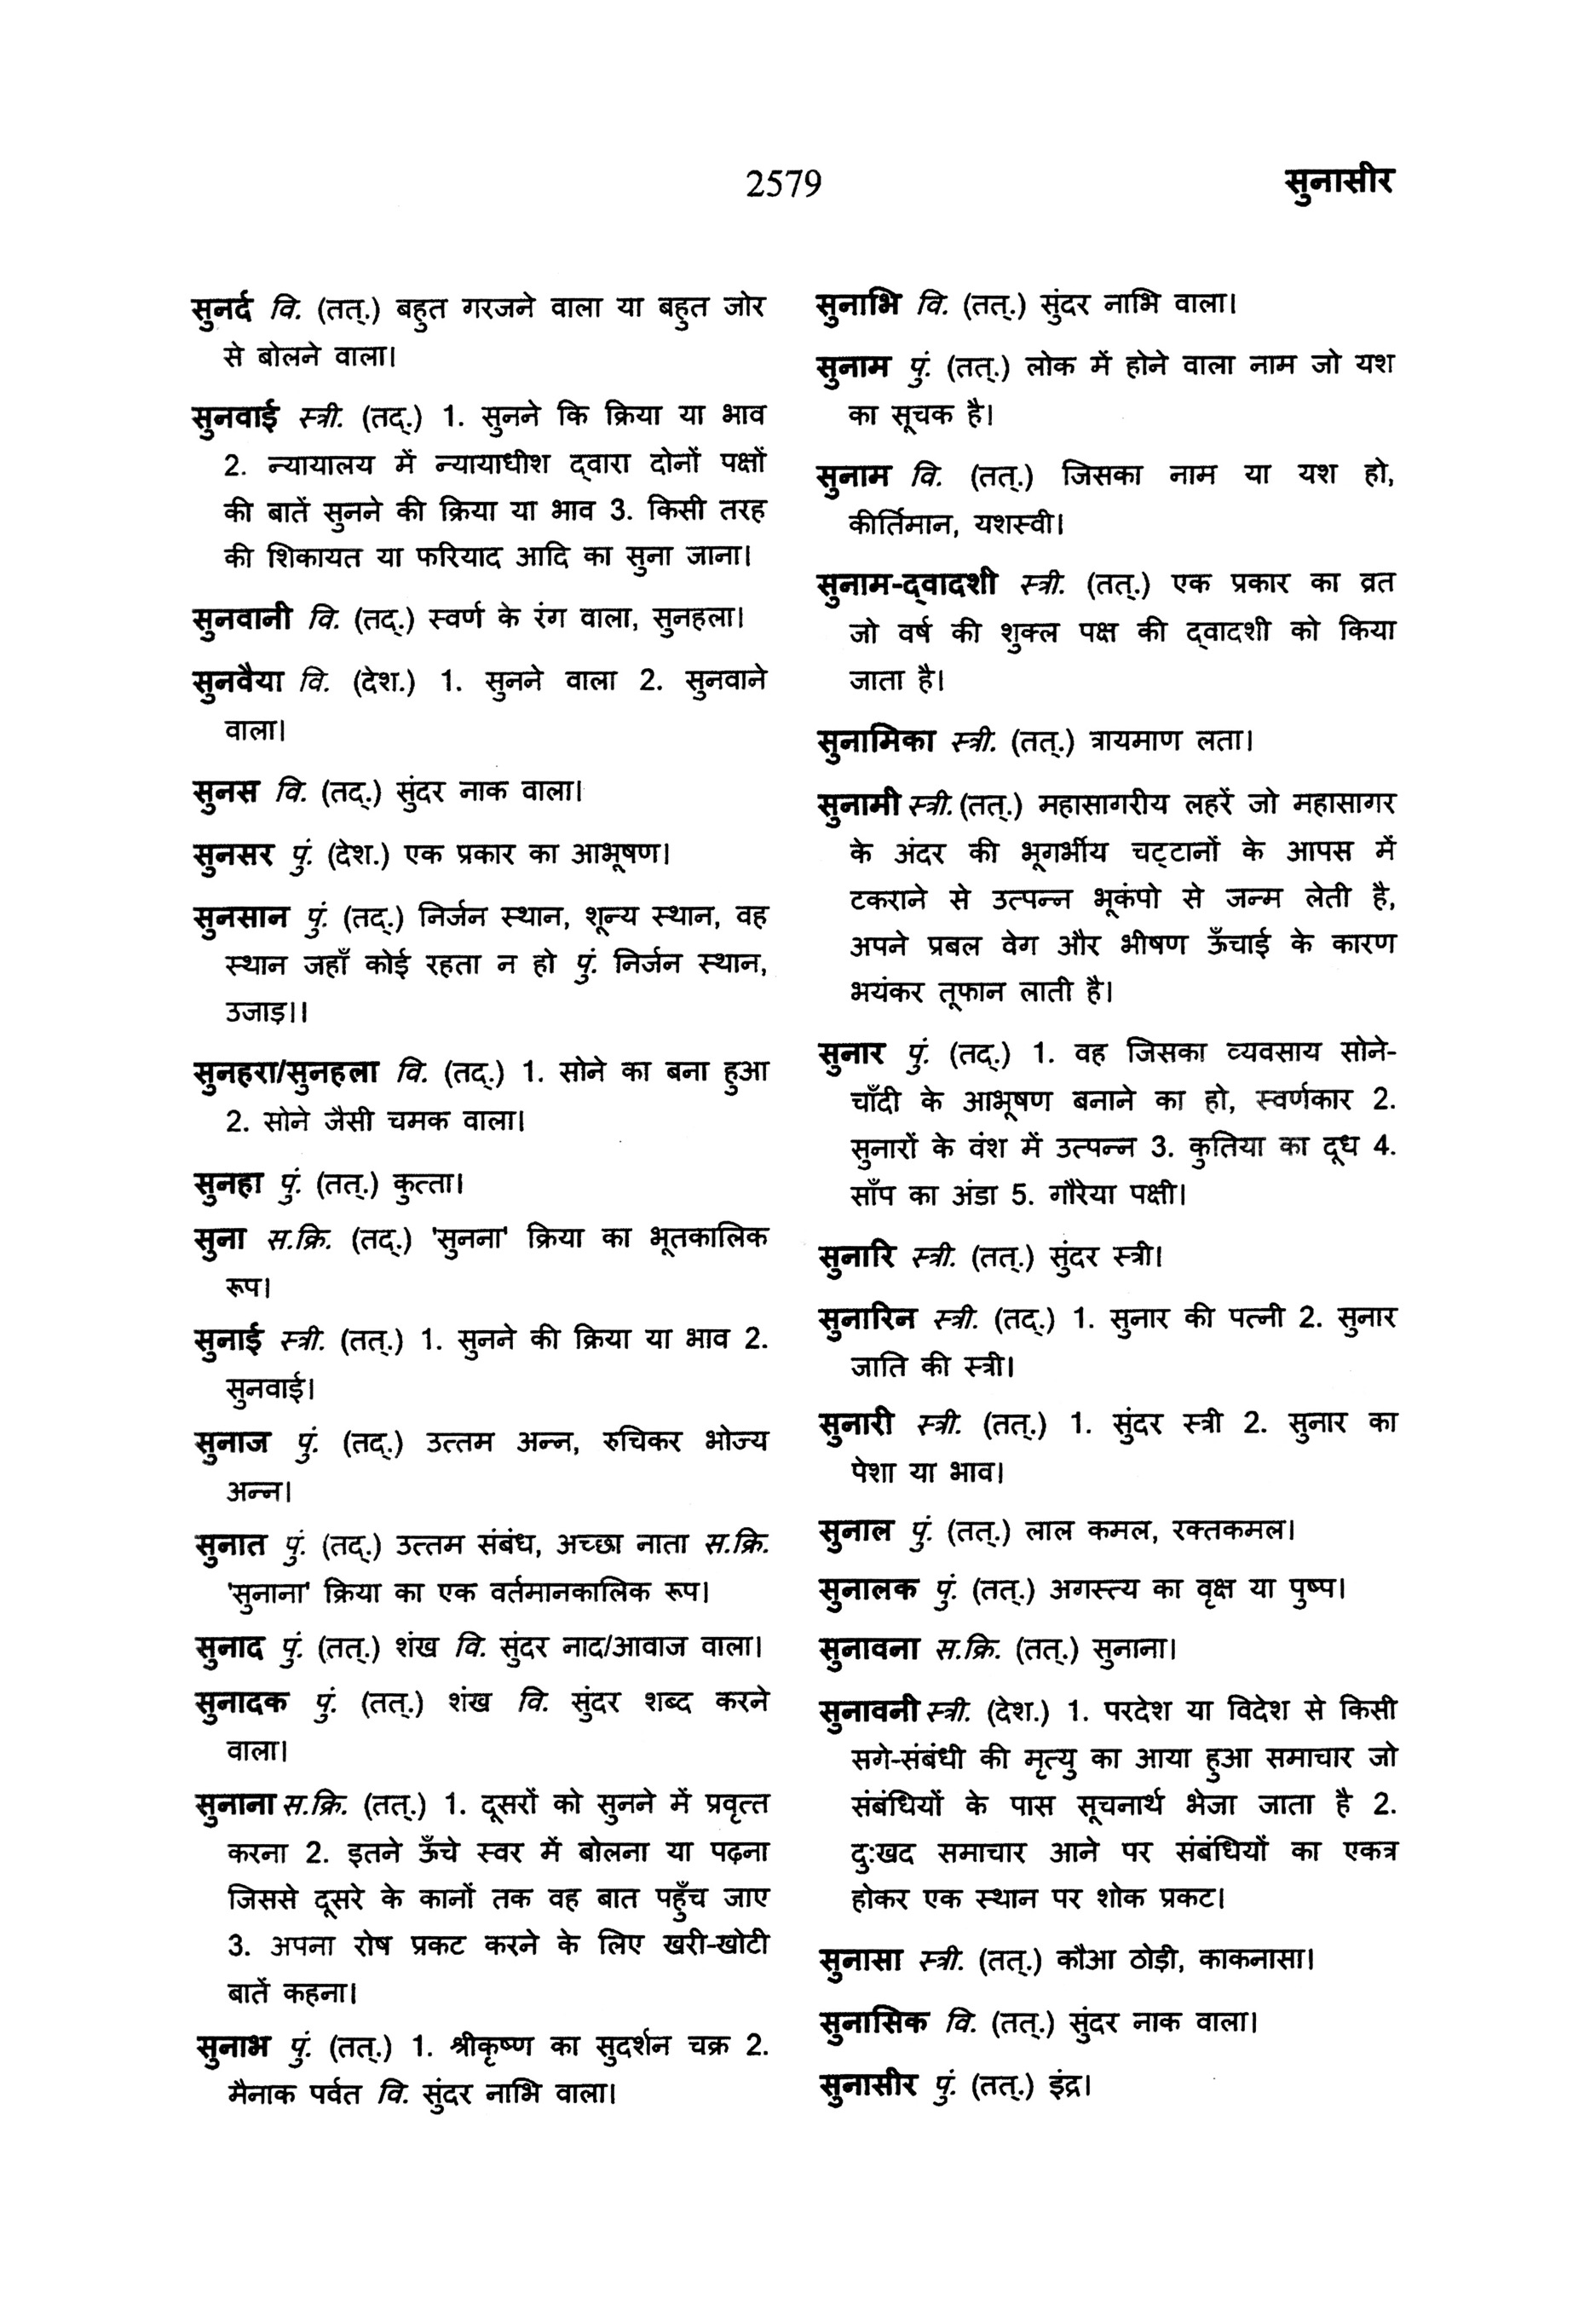 2579
सुनासीर
सुनर्द वि. (तत्.) बहुत गरजने वाला या बहुत जोर
से बोलने वाला।
सुनवाई स्त्री. (तद्.) 1. सुनने कि क्रिया या भाव
2. न्यायालय में न्यायाधीश द्‌वारा दोनों पक्षों
की बातें सुनने की क्रिया या भाव 3. किसी तरह
की शिकायत या फरियाद आदि का सुना जाना।
सुनवानी वि. (तद्.) स्वर्ण के रंग वाला, सुनहला।
सुनवैया वि. (देश.) 1. सुनने वाला 2. सुनवाने
वाला।
सुनस वि. (तद्.) सुंदर नाक वाला।
सुनसर पुं. (देश.) एक प्रकार का आभूषण।
सुनसान पुं. (तद्.) निर्जन स्थान, शून्य स्थान, वह
स्थान जहाँ कोई रहता न हो पुं. निर्जन स्थान,
उजाड़।।
सुनहरा/सुनहला वि. (तद्.) 1. सोने का बना हुआ
2. सोने जैसी चमक वाला।
सुनहा पुं. (तत्.) कुत्ता।
सुना स.क्रि. (तद्.) 'सुनना' क्रिया का भूतकालिक
रूप।
सुनाई स्त्री. (तत्.) 1. सुनने की क्रिया या भाव 2.
सुनवाई।
सुनाज पुं. (तद्.) उत्तम अन्न, रुचिकर भोज्य
अन्न।
सुनात पुं. (तद्.) उत्तम संबंध, अच्छा नाता स.क्रि.
'सुनाना' क्रिया का एक वर्तमानकालिक रूप।
सुनाद पुं. (तत्.) शंख वि. सुंदर नाद/आवाज वाला।
सुनादक पुं. (तत्.) शंख वि. सुंदर शब्द करने
वाला।
सुनाना स.क्रि. (तत्.) 1. दूसरों को सुनने में प्रवृत्त
करना 2. इतने ऊँचे स्वर में बोलना या पढ़ना
जिससे दूसरे के कानों तक वह बात पहुँच जाए
3. अपना रोष प्रकट करने के लिए खरी-खोटी
बातें कहना।
सुनाभ पुं. (तत्.) 1. श्रीकृष्ण का सुदर्शन चक्र 2.
मैनाक पर्वत वि. सुंदर नाभि वाला।
सुनाभि वि. (तत्.) सुंदर नाभि वाला।
सुनाम पुं. (तत्.) लोक में होने वाला नाम जो यश
का सूचक है।
सुनाम वि. (तत्.) जिसका नाम या यश हो,
कीर्तिमान, यशस्वी।
सुनाम-द्‌वादशी स्त्री. (तत्.) एक प्रकार का व्रत
जो वर्ष की शुक्ल पक्ष की द्‌वादशी को किया
जाता है।
सुनामिका स्त्री. (तत्.) त्रायमाण लता।
सुनामी स्त्री. (तत्.) महासागरीय लहरें जो महासागर
के अंदर की भूगर्भीय चट्‌टानों के आपस में
टकराने से उत्पन्न भूकंपो से जन्म लेती है,
अपने प्रबल वेग और भीषण ऊँचाई के कारण
भयंकर तूफान लाती है।
सुनार पुं. (तद्.) 1. वह जिसका व्यवसाय सोने-
चाँदी के आभूषण बनाने का हो, स्वर्णकार 2.
सुनारों के वंश में उत्पन्न 3. कुतिया का दूध 4.
साँप का अंडा 5. गौरेया पक्षी।
सुनारि स्त्री. (तत्.) सुंदर स्त्री।
सुनारिन स्त्री. (तद्.) 1. सुनार की पत्नी 2. सुनार
जाति की स्त्री।
सुनारी स्त्री. (तत्.) 1. सुंदर स्त्री 2. सुनार का
पेशा या भाव।
सुनाल पुं. (तत्.) लाल कमल, रक्तकमल।
सुनालक पुं. (तत्.) अगस्त्य का वृक्ष या पुष्प।
सुनावना स.क्रि. (तत्.) सुनाना।
सुनावनी स्त्री. (देश.) 1. परदेश या विदेश से किसी
सगे-संबंधी की मृत्यु का आया हुआ समाचार जो
संबंधियों के पास सूचनार्थ भेजा जाता है 2.
दुःखद समाचार आने पर संबंधियों का एकत्र
होकर एक स्थान पर शोक प्रकट।
सुनासा स्त्री. (तत्.) कौआ ठोड़ी, काकनासा।
सुनासिक वि. (तत्.) सुंदर नाक वाला।
सुनासीर पुं. (तत्.) इंद्र।